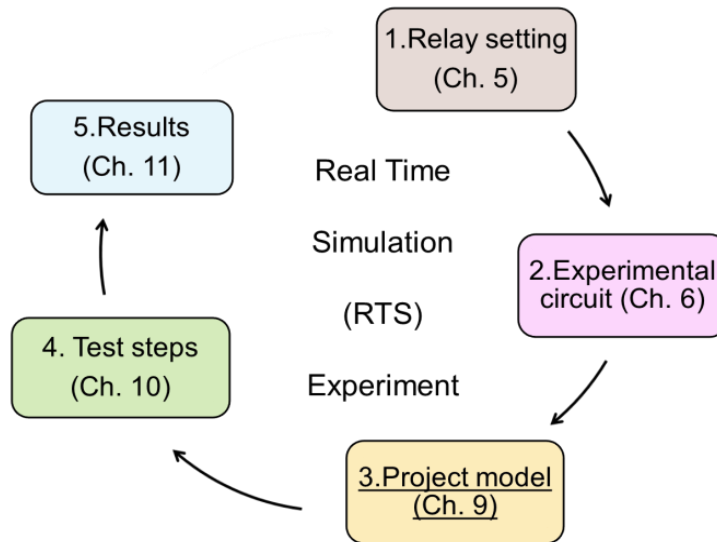 1.Relay setting
(Ch. 5)
5.Results
(Ch. 11)
Real Time
Simulation
(RTS)
Experiment
2.Experimental
circuit (Ch. 6)
4. Test steps
(Ch. 10)
3.Project model
(Ch. 9)